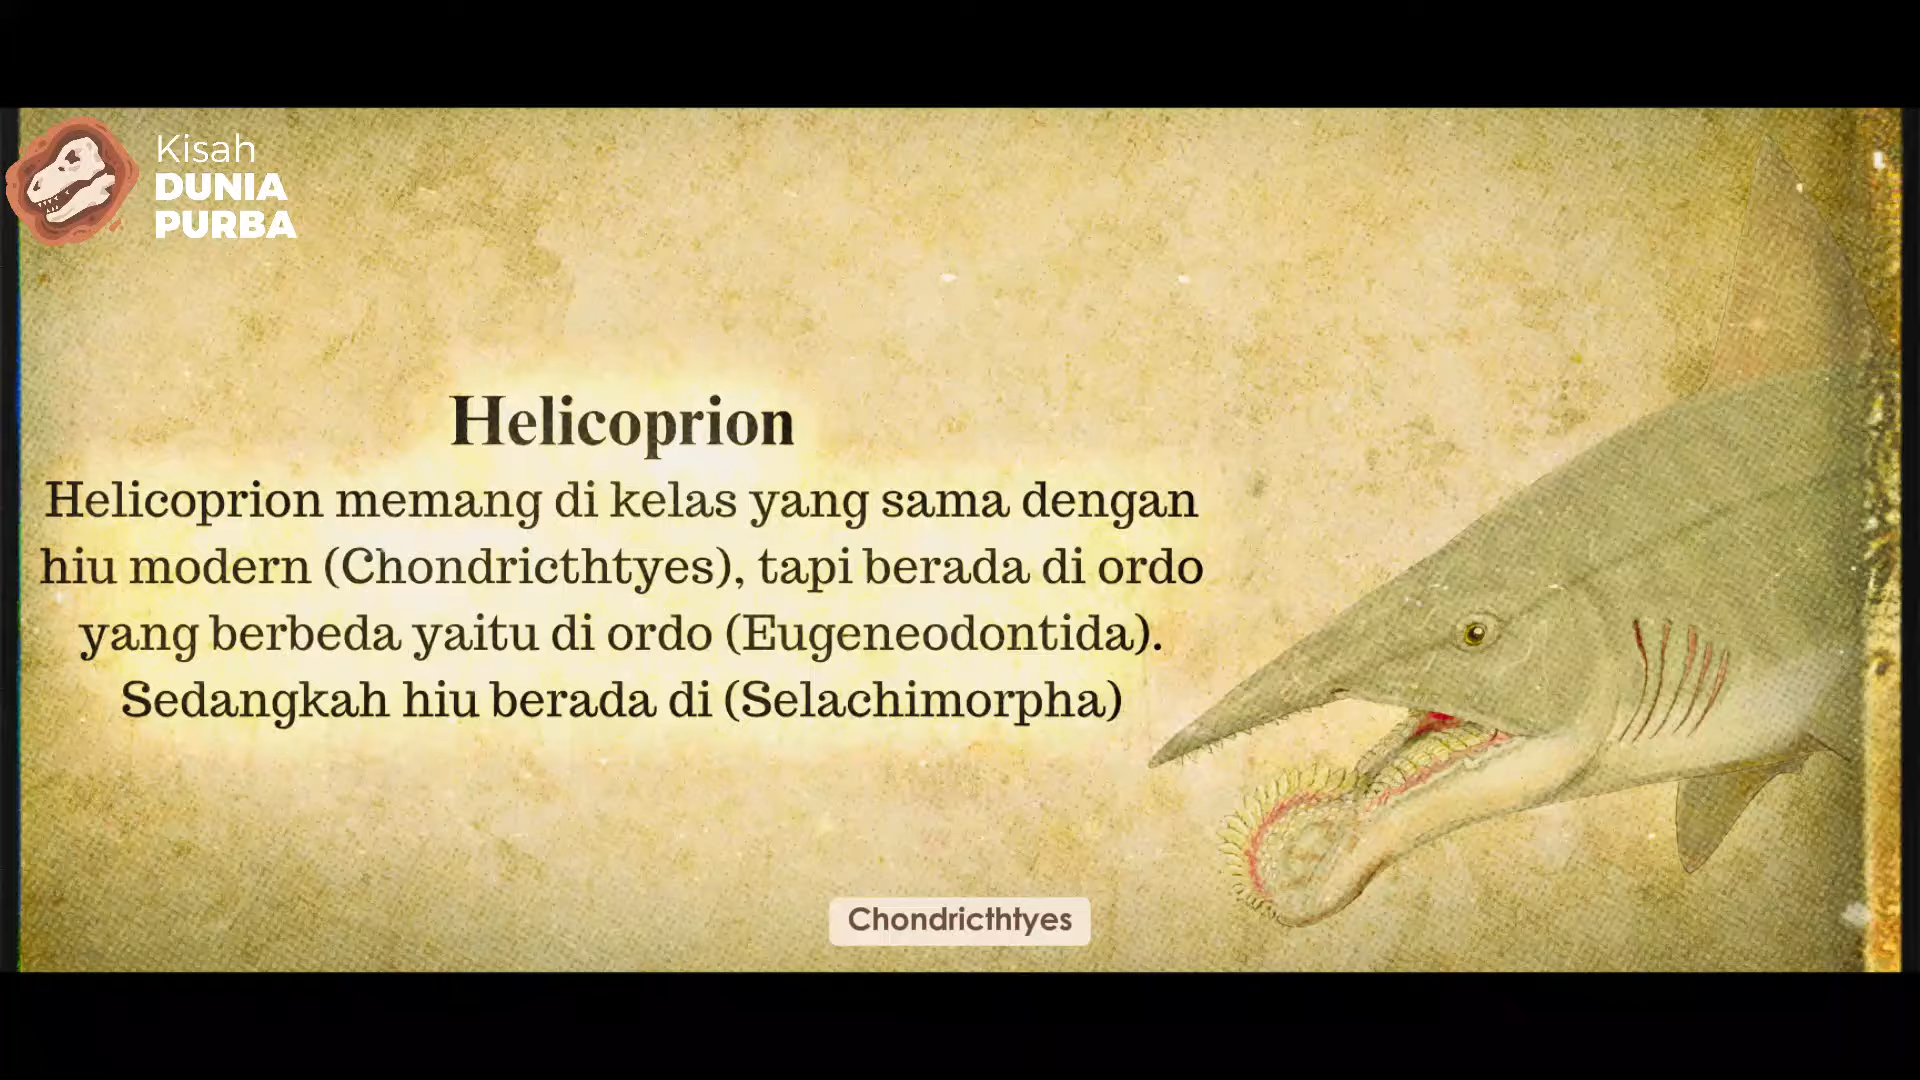 Kisah
DUNIA
PURBA
Helicoprion
Helicoprion memang di kelas yang sama dengan
hiu modern (Chondricthtyes), tapi berada di ordo
yang berbeda yaitu di ordo (Eugeneodontida).
Sedangkah hiu berada di (Selachimorpha)
Chondricthtyes